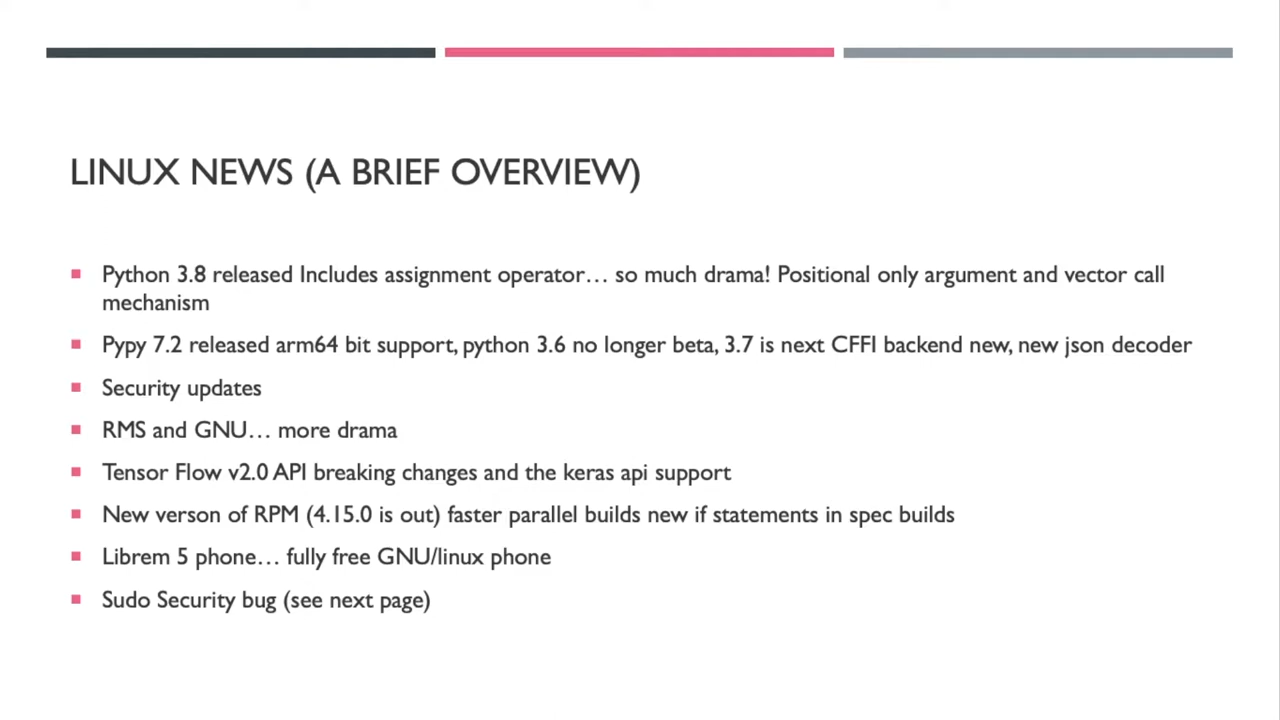 LINUX NEWS (A BRIEF OVERVIEW)
Python 3.8 released Includes assignment operator… so much drama! Positional only argument and vector call
mechanism
Pypy 7.2 released arm64 bit support, python 3.6 no longer beta, 3.7 is next CFFI backend new, new json decoder
Security updates
RMS and GNU… more drama
Tensor Flow v2.0 API breaking changes and the keras api support
New verson of RPM (4.15.0 is out) faster parallel builds new if statements in spec builds
Librem 5 phone… fully free GNU/linux phone
Sudo Security bug (see next page)